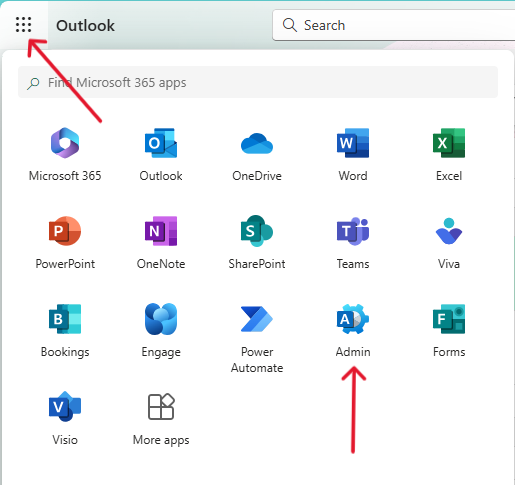 Outlook
Search
Find Microsoft 365 apps
Microsoft 365
Outlook
OneDrive
Word
Excel
PowerPoint
OneNote
SharePoint
Teams
Viva
Bookings
Engage
Power
Automate
Admin
Forms
Visio
More apps